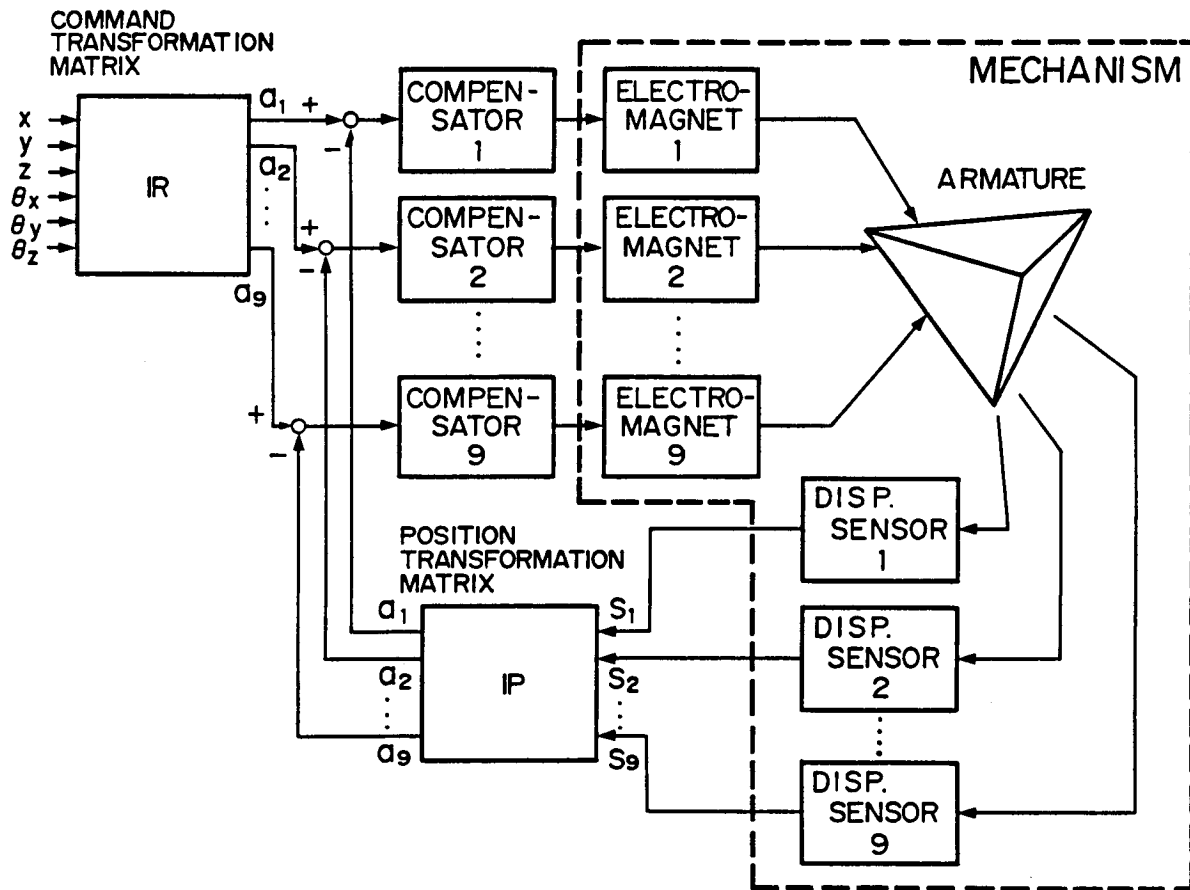 COMMAND
TRANSFORMATION
MATRIX
x
y
z
θx
θy
θz
IR
a1
+
−
a2
+
−
a9
+
−
COMPEN-
SATOR
1
COMPEN-
SATOR
2
COMPEN-
SATOR
9
MECHANISM
ELECTRO-
MAGNET
1
ELECTRO-
MAGNET
2
ELECTRO-
MAGNET
9
ARMATURE
DISP.
SENSOR
1
DISP.
SENSOR
2
DISP.
SENSOR
9
POSITION
TRANSFORMATION
MATRIX
a1
a2
a9
IP
S1
S2
S9